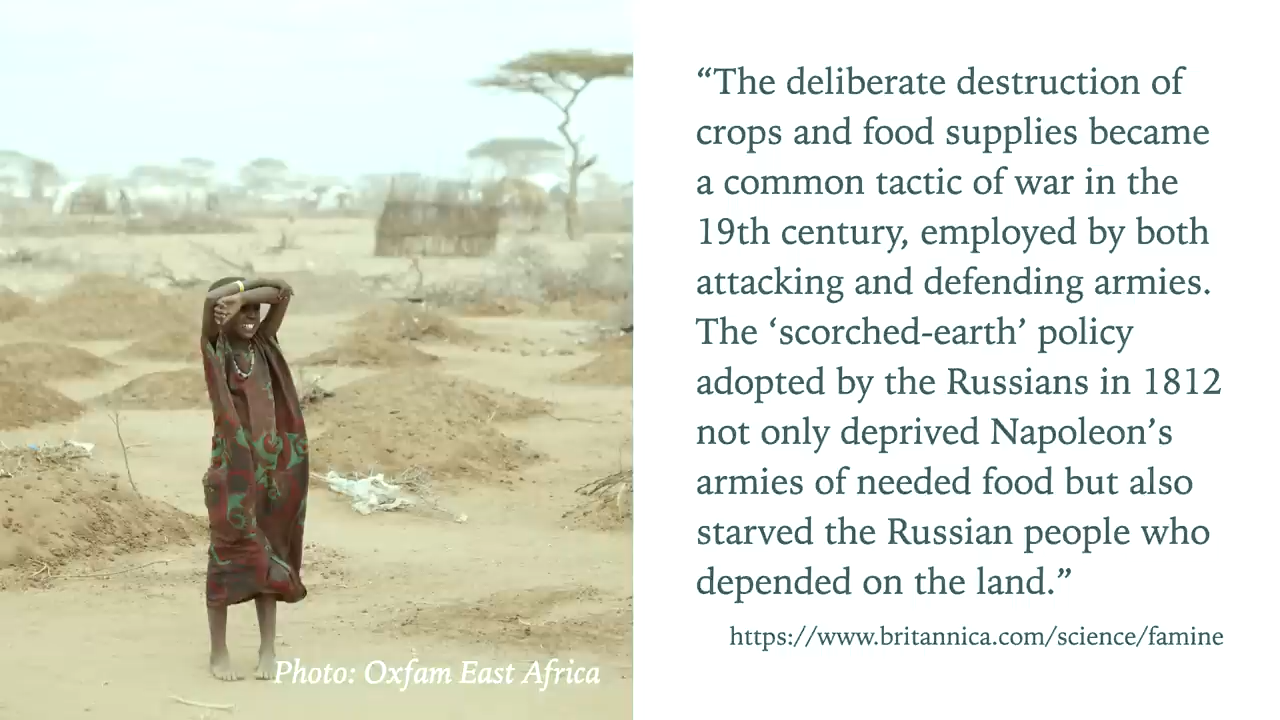 “The deliberate destruction of
crops and food supplies became
a common tactic of war in the
19th century, employed by both
attacking and defending armies.
The ‘scorched-earth’ policy
adopted by the Russians in 1812
not only deprived Napoleon’s
armies of needed food but also
starved the Russian people who
depended on the land.”
https://www.britannica.com/science/famine
Photo: Oxfam East Africa